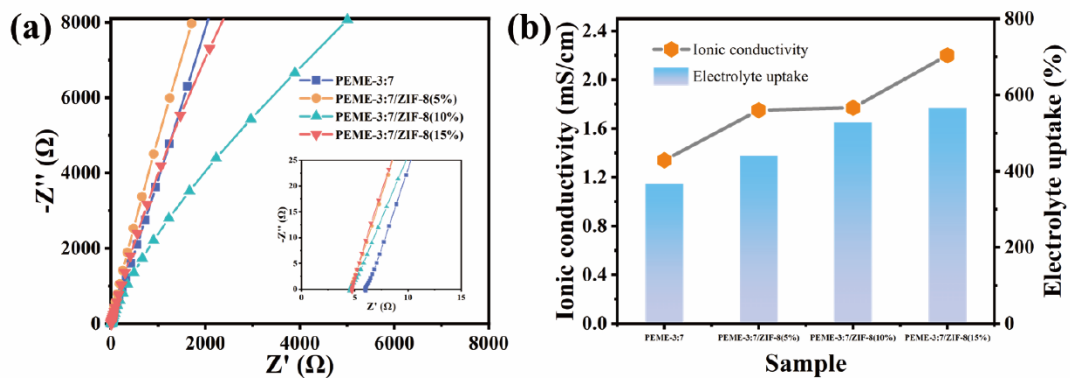 (a)
8000
6000
4000
2000
0
-Z'' (Ω)
0
2000
4000
6000
8000
Z' (Ω)
PEME-3:7
PEME-3:7/ZIF-8(5%)
PEME-3:7/ZIF-8(10%)
PEME-3:7/ZIF-8(15%)
25
20
15
10
5
0
-Z'' (Ω)
0
5
10
15
Z' (Ω)
(b)
2.4
2.0
1.6
1.2
0.8
0.4
0.0
Ionic conductivity (mS/cm)
Ionic conductivity
Electrolyte uptake
800
600
400
200
0
Electrolyte uptake (%)
PEME-3:7
PEME-3:7/ZIF-8(5%)
PEME-3:7/ZIF-8(10%)
PEME-3:7/ZIF-8(15%)
Sample